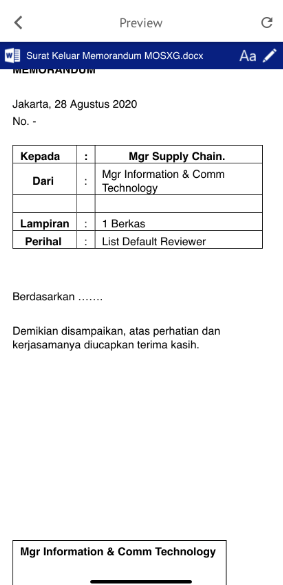 Preview
Surat Keluar Memorandum MOSXG.docx
Aa
MEMORANDUM
Jakarta, 28 Agustus 2020
No. -
Kepada : Mgr Supply Chain.
Dari : Mgr Information & Comm
Technology
Lampiran : 1 Berkas
Perihal : List Default Reviewer
Berdasarkan …….
Demikian disampaikan, atas perhatian dan
kerjasamanya diucapkan terima kasih.
Mgr Information & Comm Technology